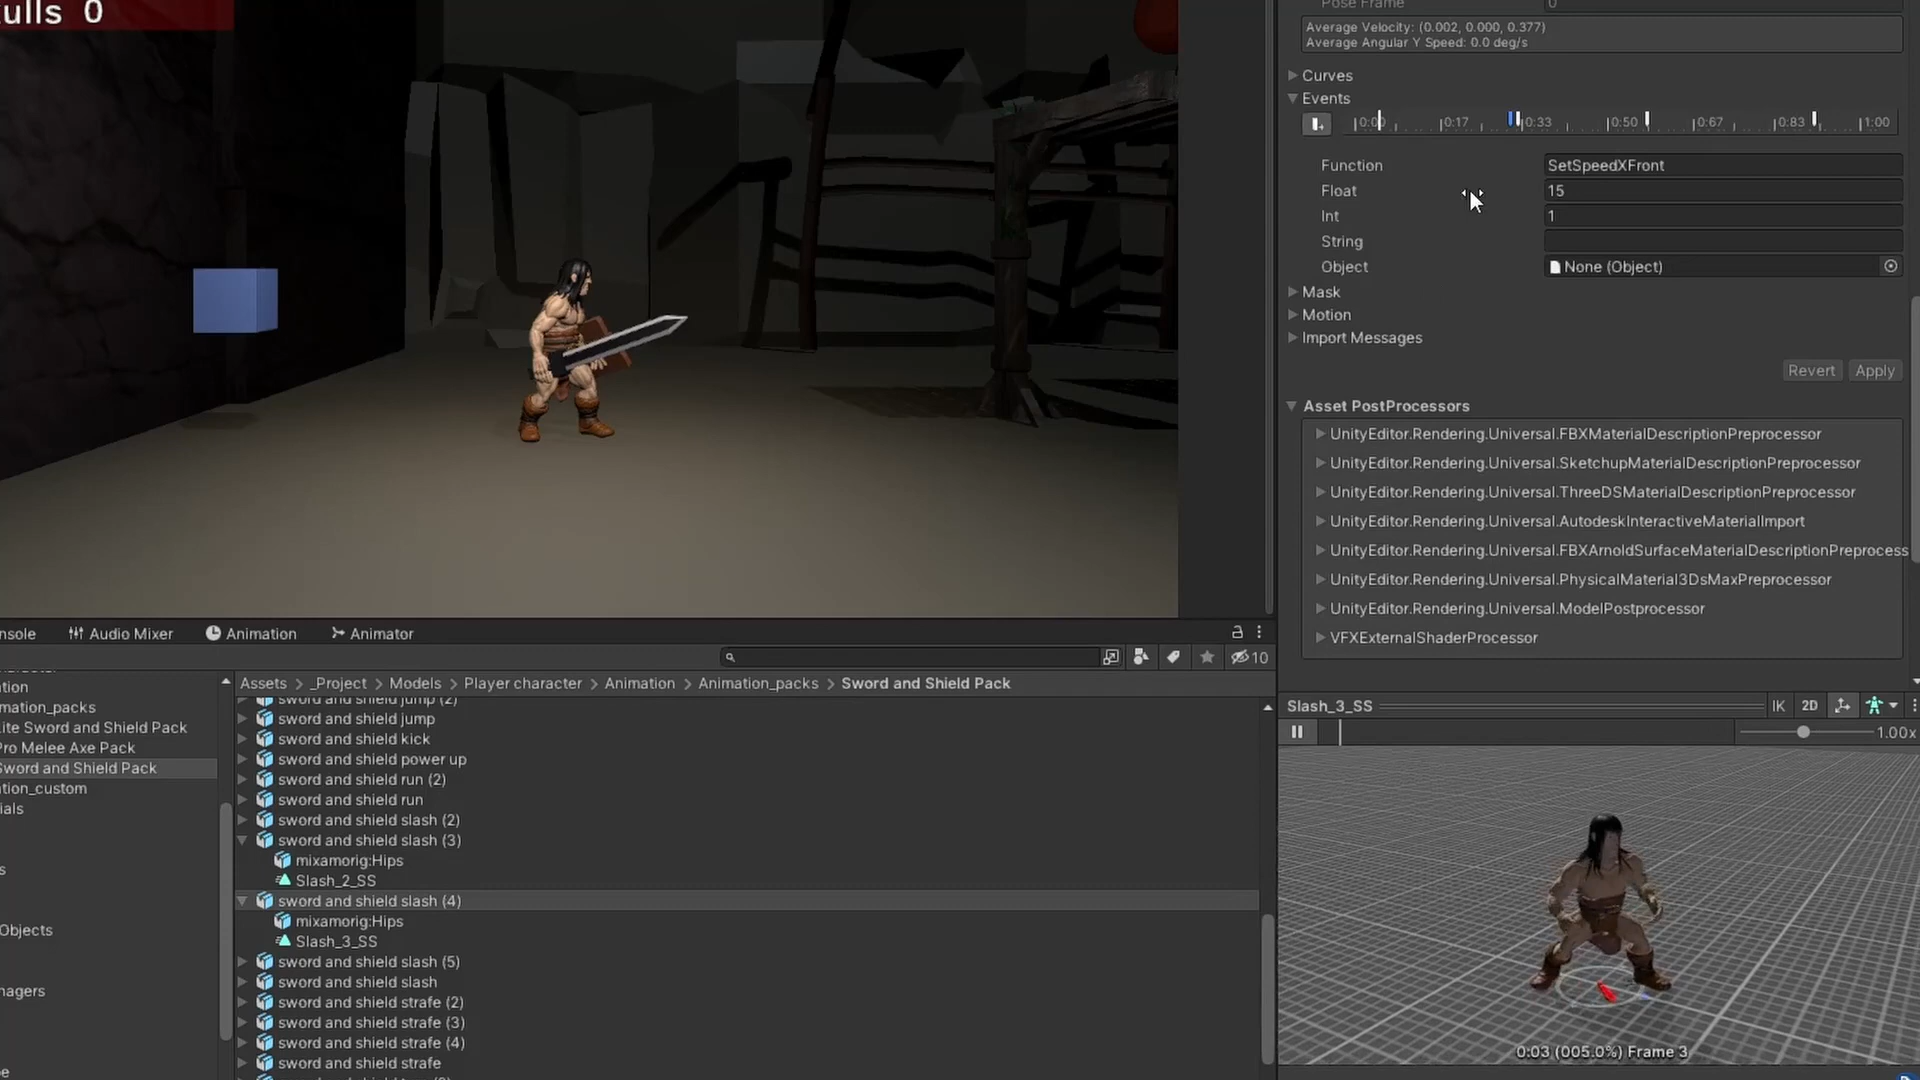 ulls 0
Pose Frame 0
Average Velocity: (0.002, 0.000, 0.377)
Average Angular Y Speed: 0.0 deg/s
Curves
Events
0:00 0:17 0:33 0:50 0:67 0:83 1:00
Function SetSpeedXFront
Float 15
Int 1
String
Object None (Object)
Mask
Motion
Import Messages
Revert Apply
Asset PostProcessors
UnityEditor.Rendering.Universal.FBXMaterialDescriptionPreprocessor
UnityEditor.Rendering.Universal.SketchupMaterialDescriptionPreprocessor
UnityEditor.Rendering.Universal.ThreeDSMaterialDescriptionPreprocessor
UnityEditor.Rendering.Universal.AutodeskInteractiveMaterialImport
UnityEditor.Rendering.Universal.FBXArnoldSurfaceMaterialDescriptionPreprocess
UnityEditor.Rendering.Universal.PhysicalMaterial3DsMaxPreprocessor
UnityEditor.Rendering.Universal.ModelPostprocessor
VFXExternalShaderProcessor
nsole Audio Mixer Animation Animator
10
Assets > _Project > Models > Player character > Animation > Animation_packs > Sword and Shield Pack
tion
mation_packs
Lite Sword and Shield Pack
Pro Melee Axe Pack
Sword and Shield Pack
ation_custom
ials
s
Objects
nagers
pe
sword and shield jump (2)
sword and shield jump
sword and shield kick
sword and shield power up
sword and shield run (2)
sword and shield run
sword and shield slash (2)
sword and shield slash (3)
mixamorig:Hips
Slash_2_SS
sword and shield slash (4)
mixamorig:Hips
Slash_3_SS
sword and shield slash (5)
sword and shield slash
sword and shield strafe (2)
sword and shield strafe (3)
sword and shield strafe (4)
sword and shield strafe
Slash_3_SS IK 2D
1.00x
0:03 (005.0%) Frame 3